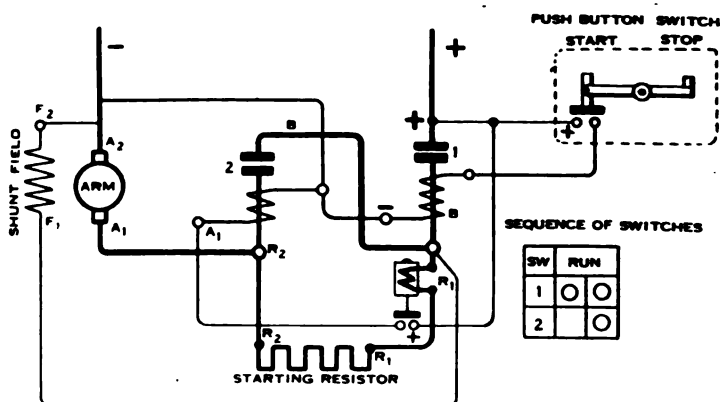 PUSH BUTTON SWITCH
START STOP
−
+
F2
A2
B
+
+
2
1
SHUNT FIELD
ARM
−
B
F1
A1
A1
R2
SEQUENCE OF SWITCHES
R1
SW RUN
1
2
R2
+
R1
STARTING RESISTOR